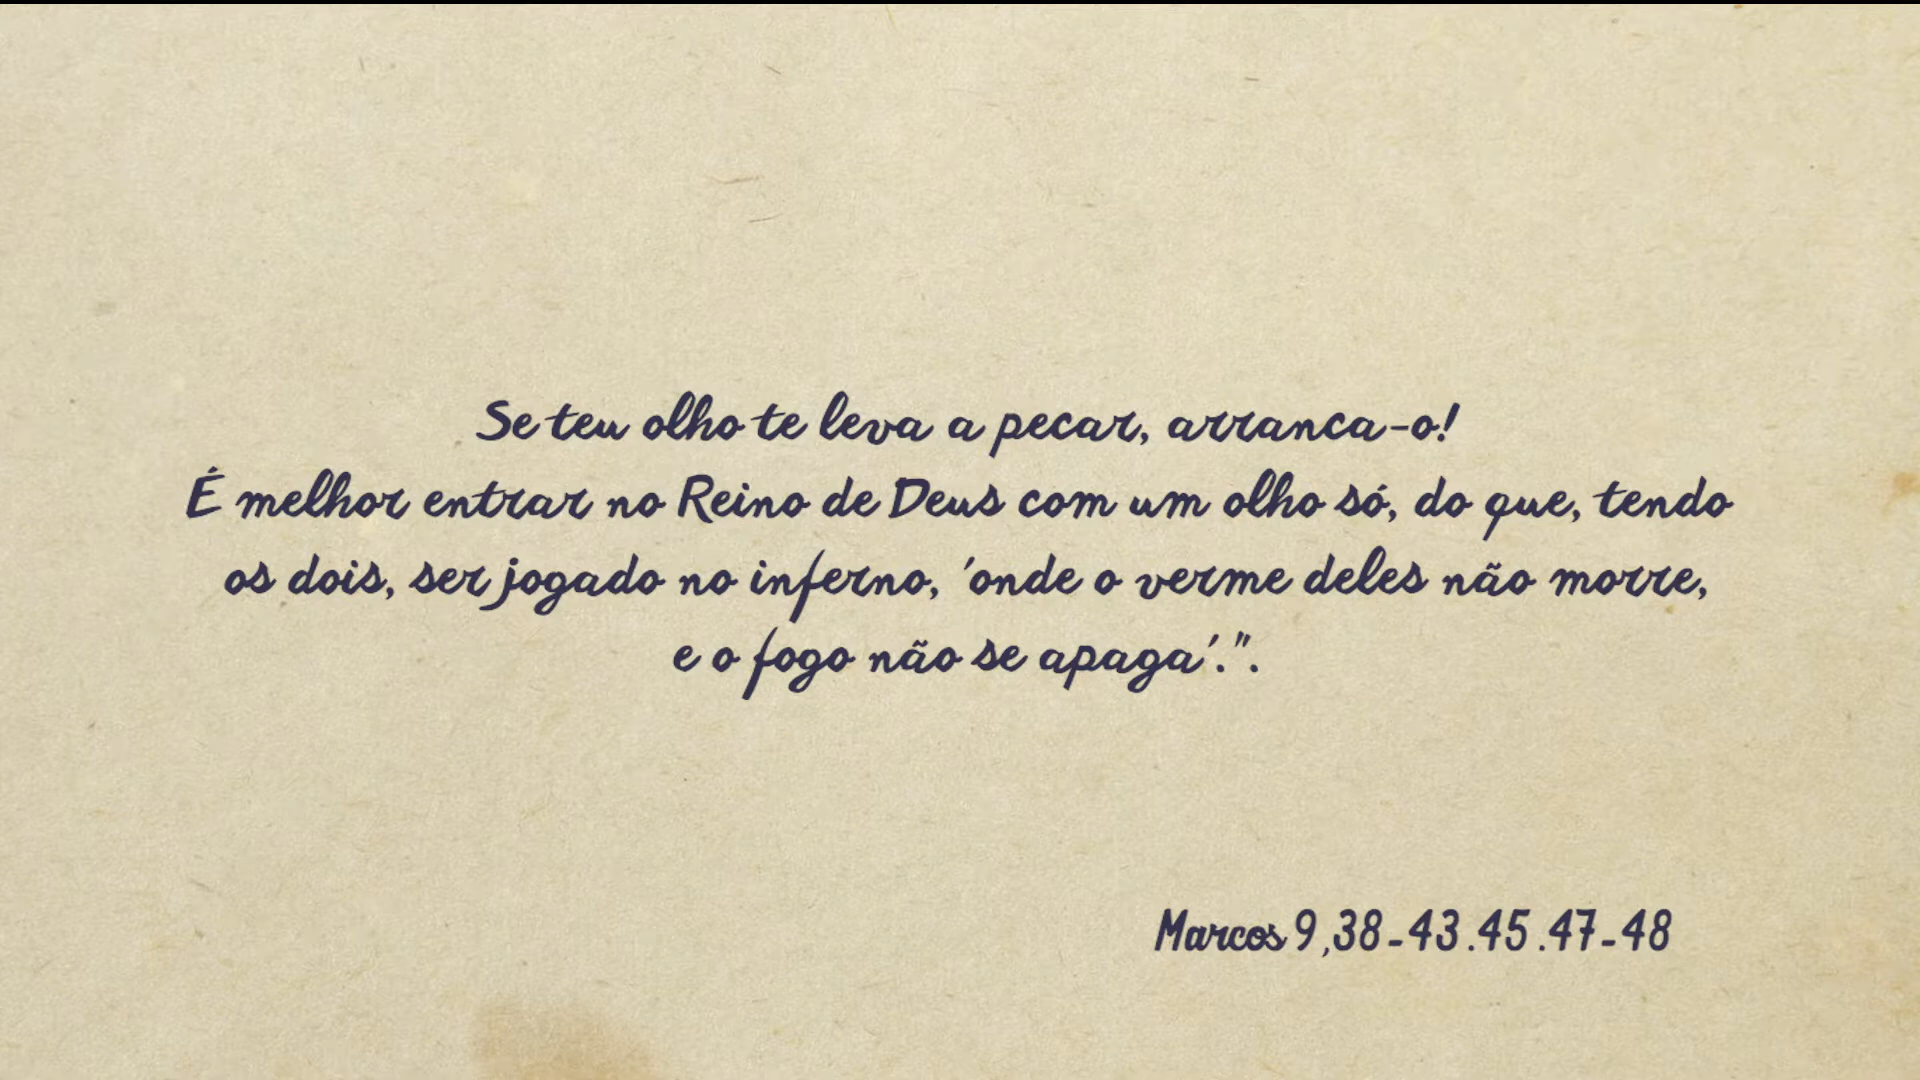 Se teu olho te leva a pecar, arranca-o!
É melhor entrar no Reino de Deus com um olho só, do que, tendo
os dois, ser jogado no inferno, 'onde o verme deles não morre,
e o fogo não se apaga'.".
Marcos 9,38-43.45.47-48